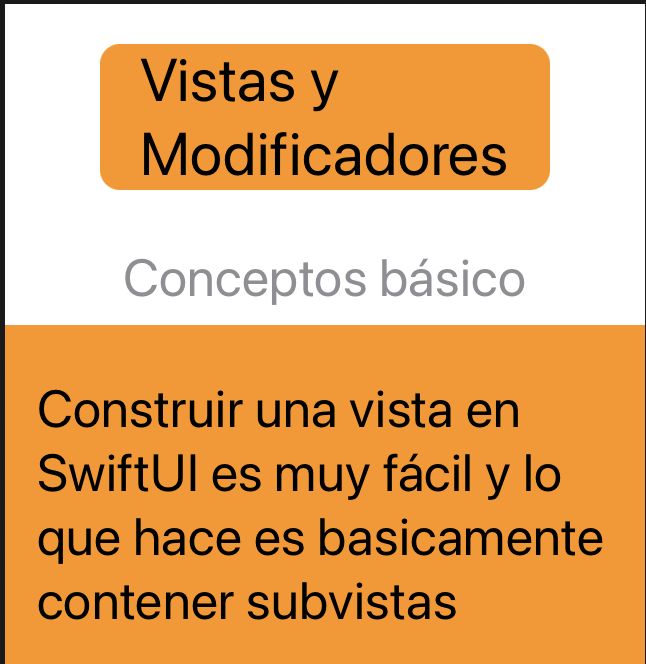 Vistas y
Modificadores
Conceptos básico
Construir una vista en
SwiftUI es muy fácil y lo
que hace es basicamente
contener subvistas